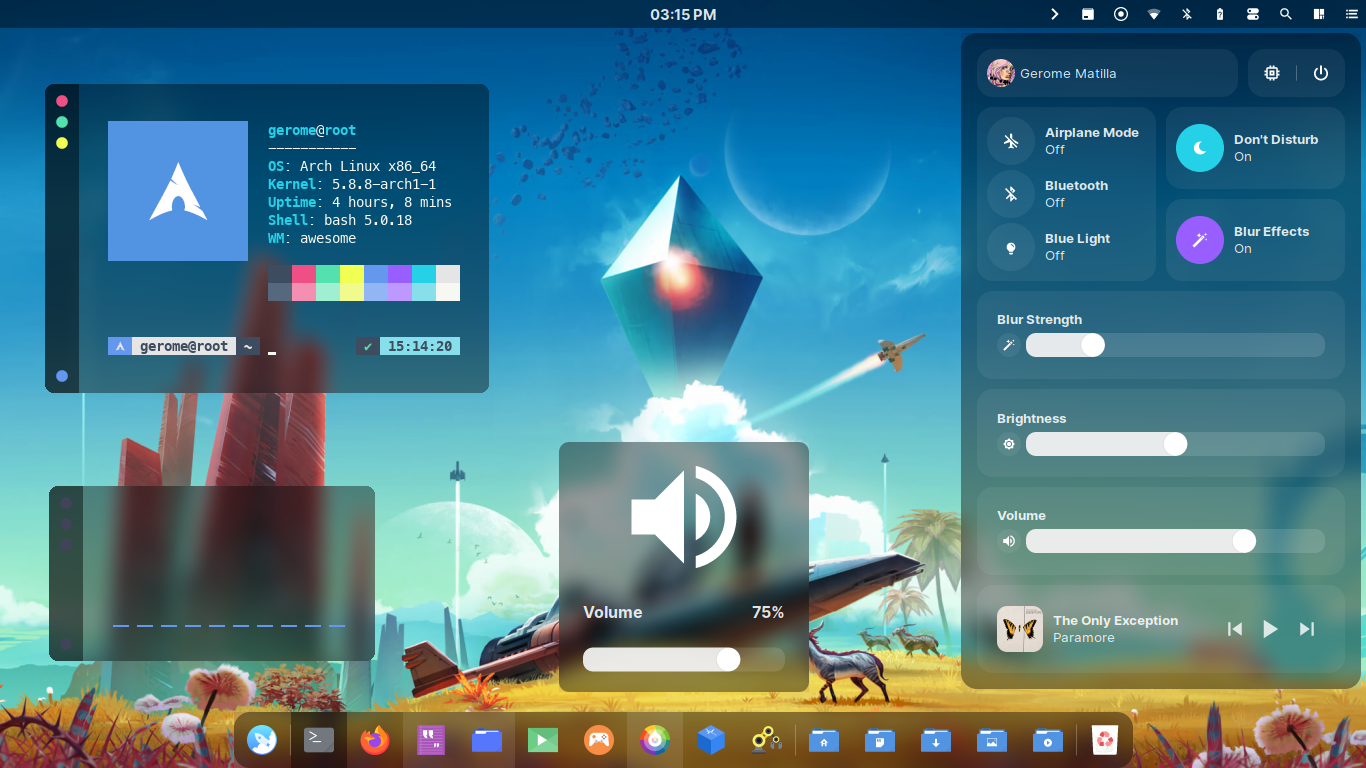 03:15 PM
gerome@root
-----------
OS: Arch Linux x86_64
Kernel: 5.8.8-arch1-1
Uptime: 4 hours, 8 mins
Shell: bash 5.0.18
WM: awesome
gerome@root ~
✔ 15:14:20
Volume 75%
Gerome Matilla
Airplane Mode
Off
Bluetooth
Off
Blue Light
Off
Don't Disturb
On
Blur Effects
On
Blur Strength
Brightness
Volume
The Only Exception
Paramore